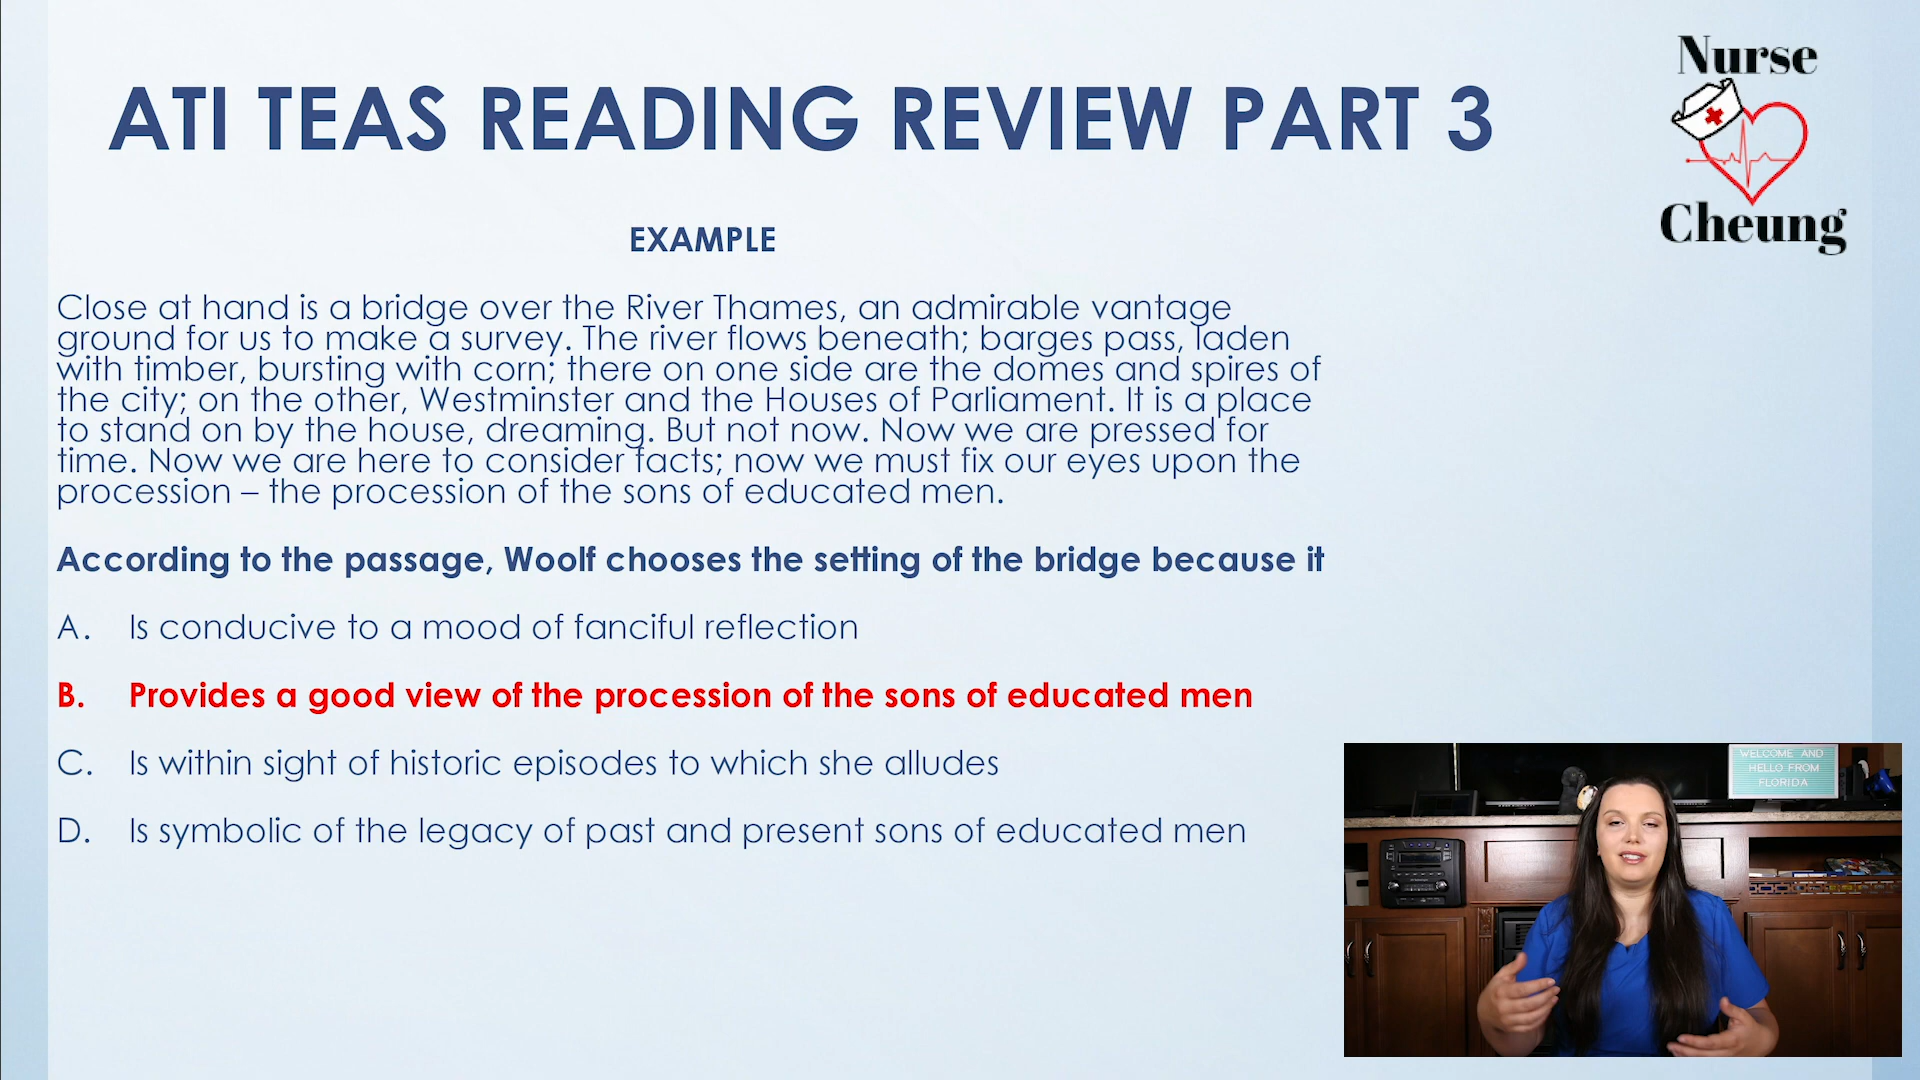 Nurse
Cheung
ATI TEAS READING REVIEW PART 3
EXAMPLE
Close at hand is a bridge over the River Thames, an admirable vantage
ground for us to make a survey. The river flows beneath; barges pass, laden
with timber, bursting with corn; there on one side are the domes and spires of
the city; on the other, Westminster and the Houses of Parliament. It is a place
to stand on by the house, dreaming. But not now. Now we are pressed for
time. Now we are here to consider facts; now we must fix our eyes upon the
procession – the procession of the sons of educated men.
According to the passage, Woolf chooses the setting of the bridge because it
A. Is conducive to a mood of fanciful reflection
B. Provides a good view of the procession of the sons of educated men
C. Is within sight of historic episodes to which she alludes
D. Is symbolic of the legacy of past and present sons of educated men
WELCOME AND
HELLO FROM
FLORIDA